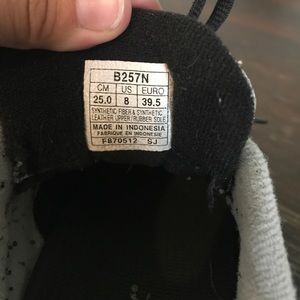 B257N
CM US EURO
25.0 8 39.5
SYNTHETIC FIBER & SYNTHETIC
LEATHER UPPER/RUBBER SOLE
MADE IN INDONESIA
FABRIQUE EN INDONESIE
FB70512 SJ